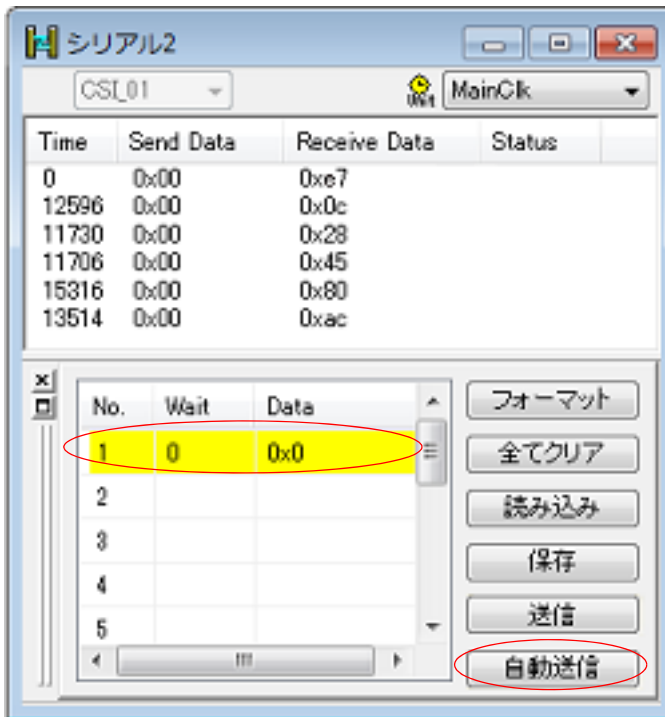 シリアル2
CSI_01 Unit MainClk
Time Send Data Receive Data Status
0 0x00 0xe7
12596 0x00 0x0c
11730 0x00 0x28
11706 0x00 0x45
15316 0x00 0x80
13514 0x00 0xac
No. Wait Data
1 0 0x0
2
3
4
5
フォーマット
全てクリア
読み込み
保存
送信
自動送信